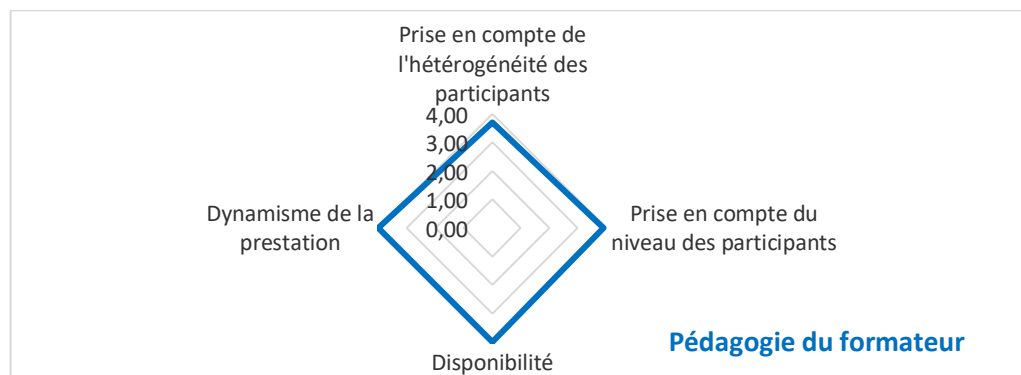 Prise en compte de
l'hétérogénéité des
participants
4,00
3,00
2,00
1,00
0,00
Dynamisme de la
prestation
Prise en compte du
niveau des participants
Disponibilité
Pédagogie du formateur